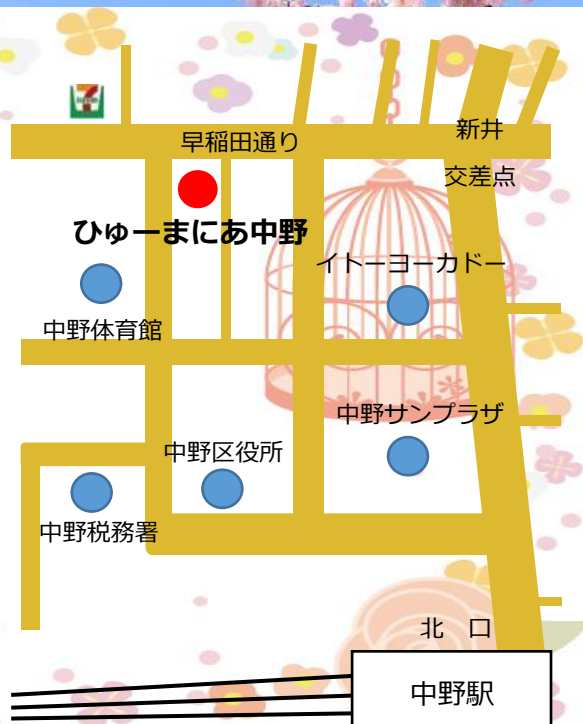 早稲田通り
新井
交差点
ひゅーまにあ中野
イトーヨーカドー
中野体育館
中野サンプラザ
中野区役所
中野税務署
北 口
中野駅